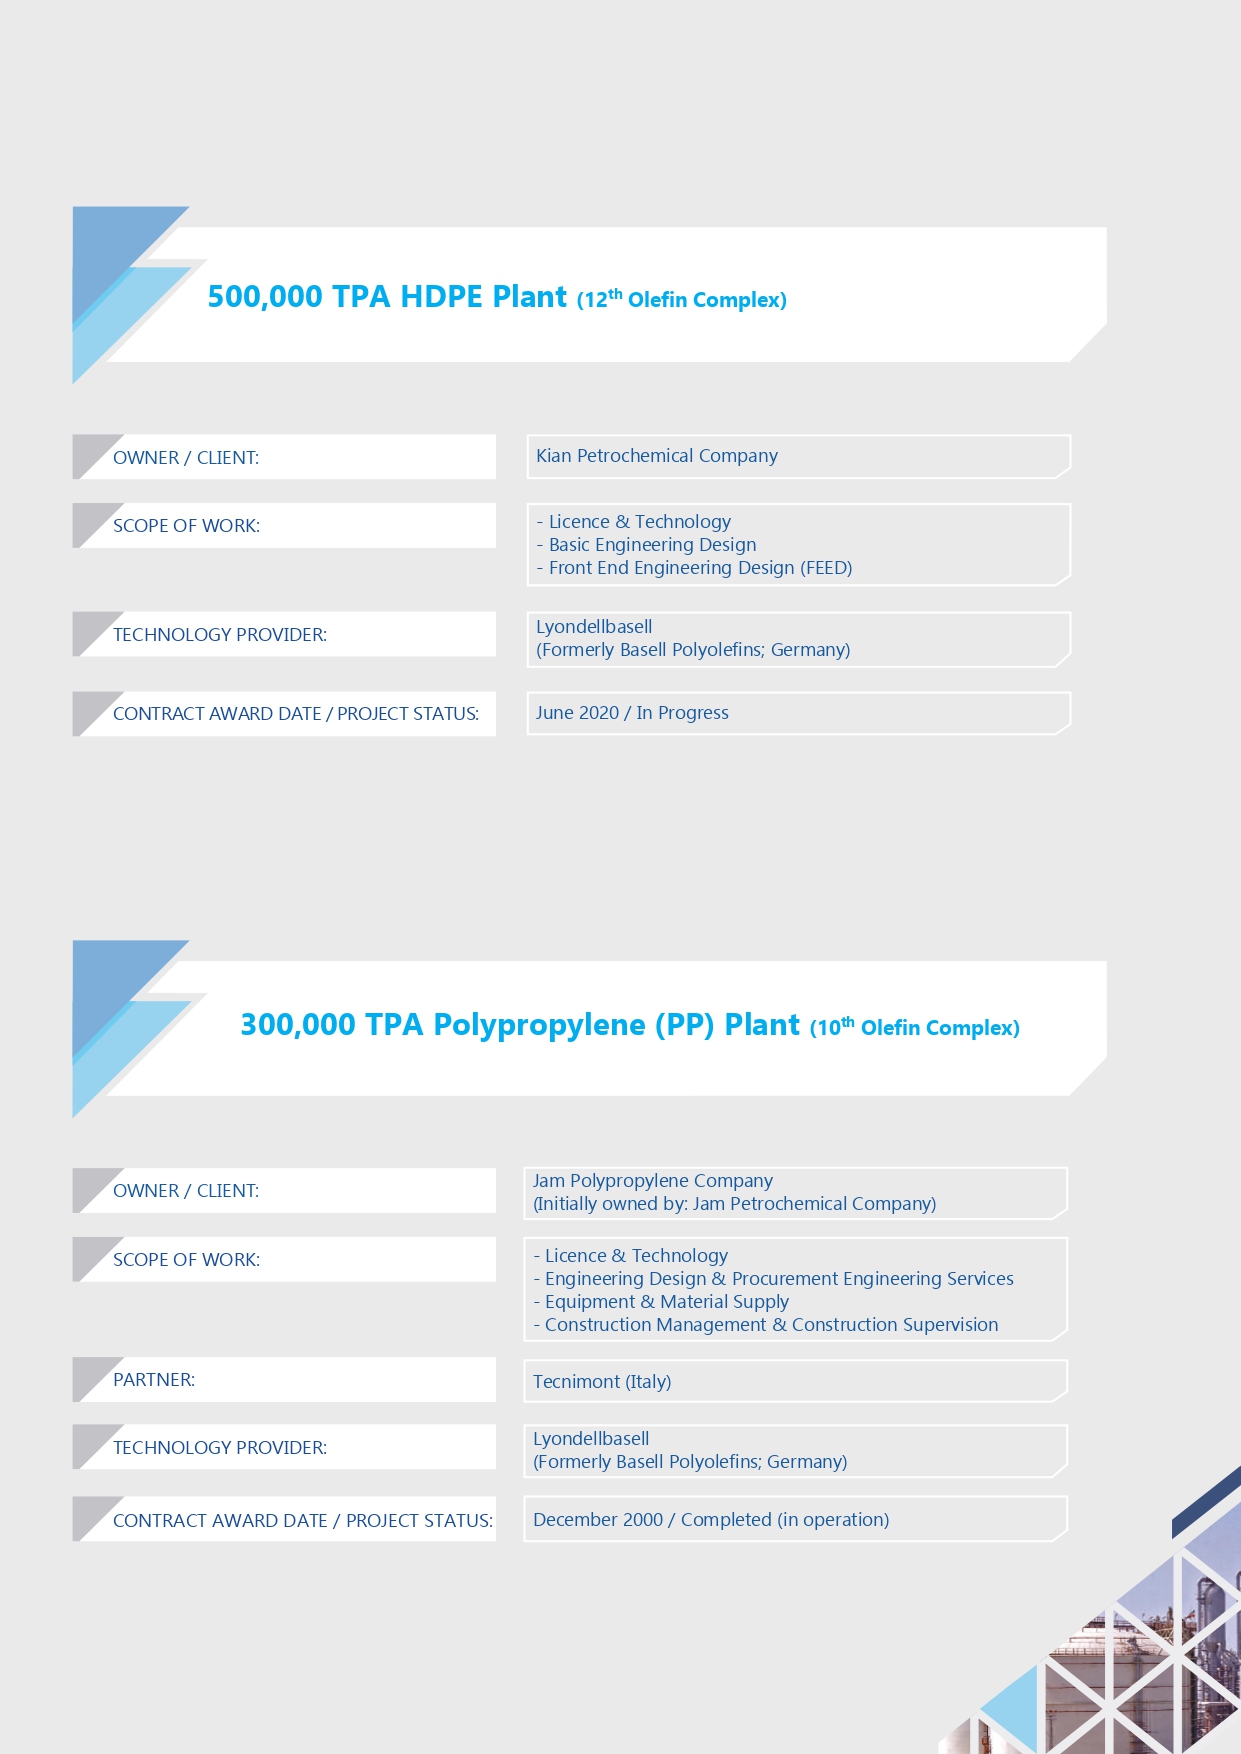 500,000 TPA HDPE Plant (12th Olefin Complex)
OWNER / CLIENT:
Kian Petrochemical Company
SCOPE OF WORK:
- Licence & Technology
- Basic Engineering Design
- Front End Engineering Design (FEED)
TECHNOLOGY PROVIDER:
Lyondellbasell
(Formerly Basell Polyolefins; Germany)
CONTRACT AWARD DATE / PROJECT STATUS:
June 2020 / In Progress
300,000 TPA Polypropylene (PP) Plant (10th Olefin Complex)
OWNER / CLIENT:
Jam Polypropylene Company
(Initially owned by: Jam Petrochemical Company)
SCOPE OF WORK:
- Licence & Technology
- Engineering Design & Procurement Engineering Services
- Equipment & Material Supply
- Construction Management & Construction Supervision
PARTNER:
Tecnimont (Italy)
TECHNOLOGY PROVIDER:
Lyondellbasell
(Formerly Basell Polyolefins; Germany)
CONTRACT AWARD DATE / PROJECT STATUS:
December 2000 / Completed (in operation)